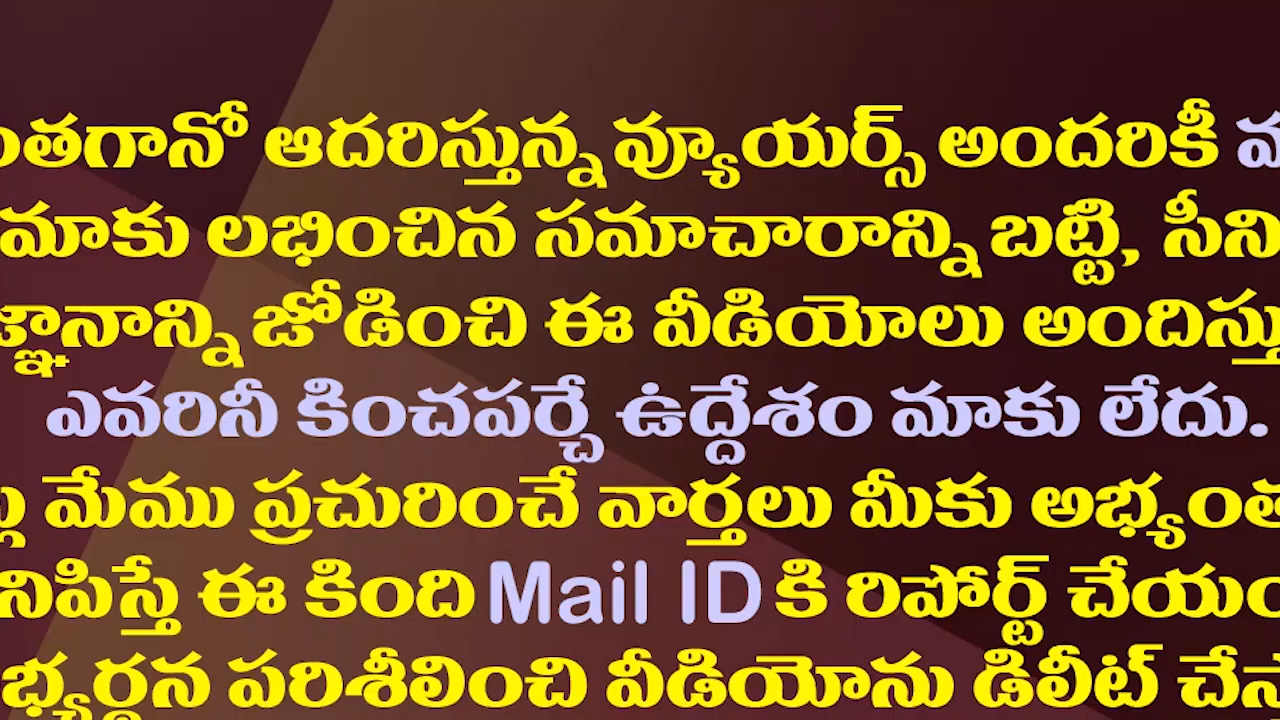 ంతగానో ఆదరిస్తున్న వ్యూయర్స్ అందరికీ
మాకు లభించిన సమాచారాన్ని బట్టి, సీని
జ్ఞానాన్ని జోడించి ఈ వీడియోలు అందిస్తు
ఎవరినీ కించపర్చే ఉద్దేశం మాకు లేదు.
మేము ప్రచురించే వార్తలు మీకు అభ్యంత
నిపిస్తే ఈ కింది Mail ID కి రిపోర్ట్ చేయం
భ్యర్థన పరిశీలించి వీడియోను డిలీట్ చే